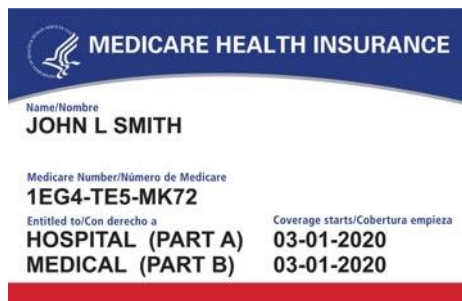 MEDICARE HEALTH INSURANCE
Name/Nombre
JOHN L SMITH
Medicare Number/Número de Medicare
1EG4-TE5-MK72
Entitled to/Con derecho a Coverage starts/Cobertura empieza
HOSPITAL (PART A) 03-01-2020
MEDICAL (PART B) 03-01-2020